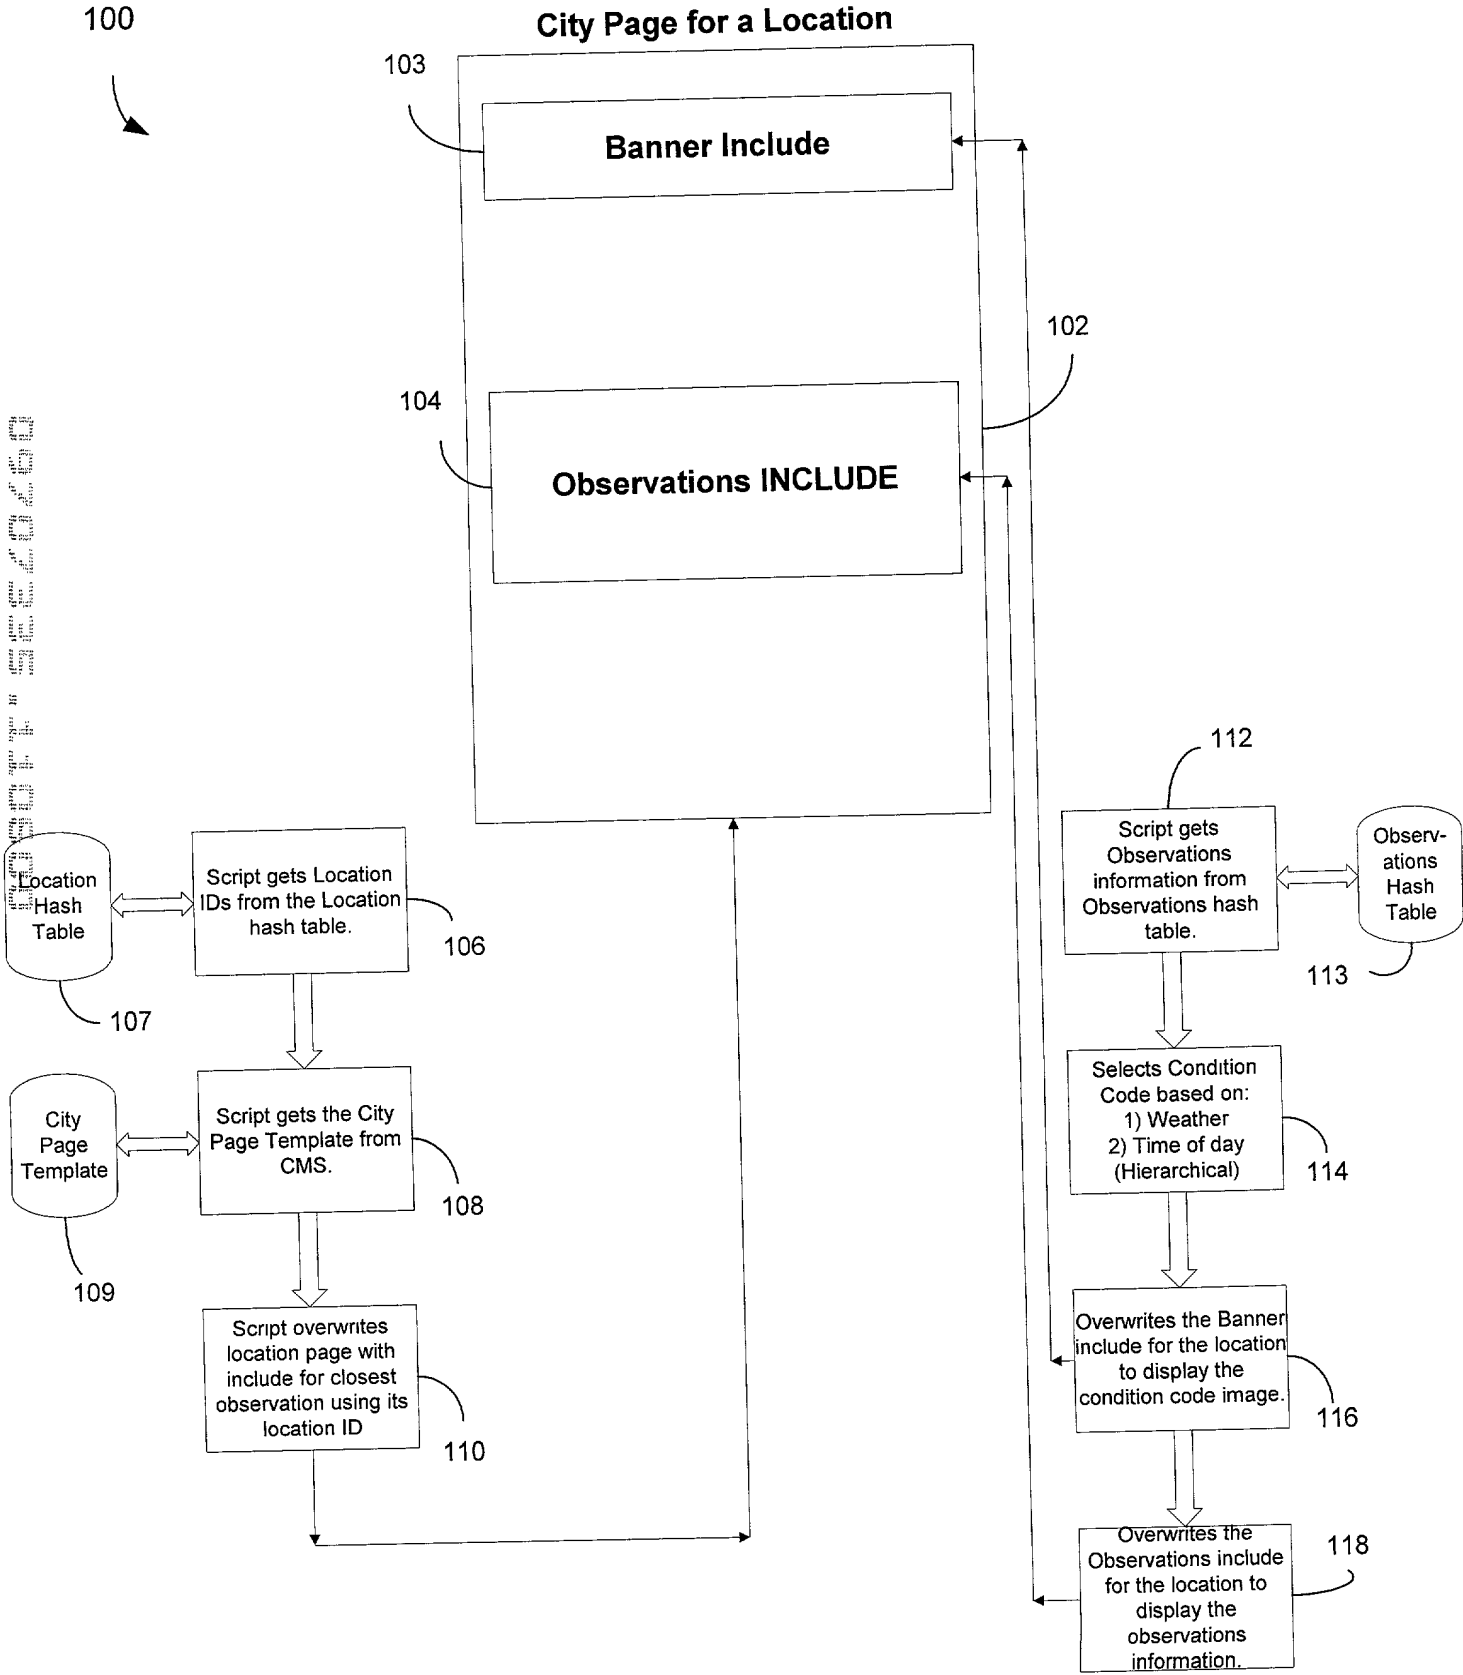 100
City Page for a Location
103
Banner Include
102
104
Observations INCLUDE
112
Location
Hash
Table
Script gets Location
IDs from the Location
hash table.
106
107
Script gets
Observations
information from
Observations hash
table.
Observ-
ations
Hash
Table
113
City
Page
Template
Script gets the City
Page Template from
CMS.
108
109
Selects Condition
Code based on:
1) Weather
2) Time of day
(Hierarchical)
114
Script overwrites
location page with
include for closest
observation using its
location ID
110
Overwrites the Banner
include for the location
to display the
condition code image.
116
Overwrites the
Observations include
for the location to
display the
observations
information.
118